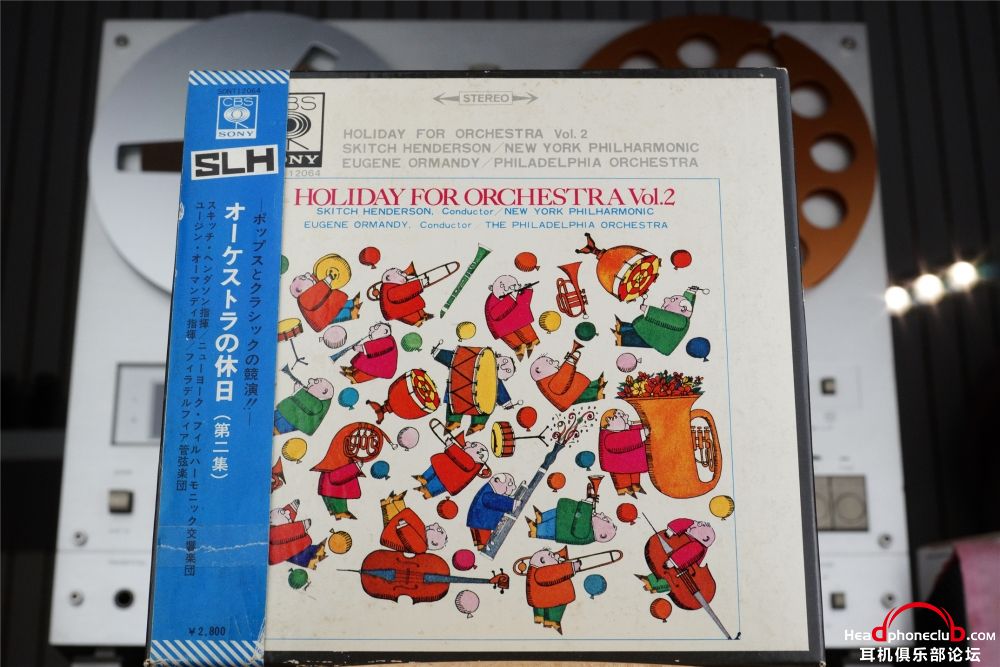 SONT12064
CBS
SONY
SLH
―ポップスとクラシックの競演!!―
オーケストラの休日(第二集)
スキッチ・ヘンダソン指揮/ニューヨーク・フィルハーモニック交響楽団
ユージン・オーマンディ指揮/フィラデルフィア管弦楽団
¥2,800
BS
ONY
12064
STEREO
HOLIDAY FOR ORCHESTRA Vol. 2
SKITCH HENDERSON/NEW YORK PHILHARMONIC
EUGENE ORMANDY/PHILADELPHIA ORCHESTRA
HOLIDAY FOR ORCHESTRA Vol.2
SKITCH HENDERSON, Conductor/NEW YORK PHILHARMONIC
EUGENE ORMANDY, Conductor THE PHILADELPHIA ORCHESTRA
Headphoneclub.com
耳机俱乐部论坛